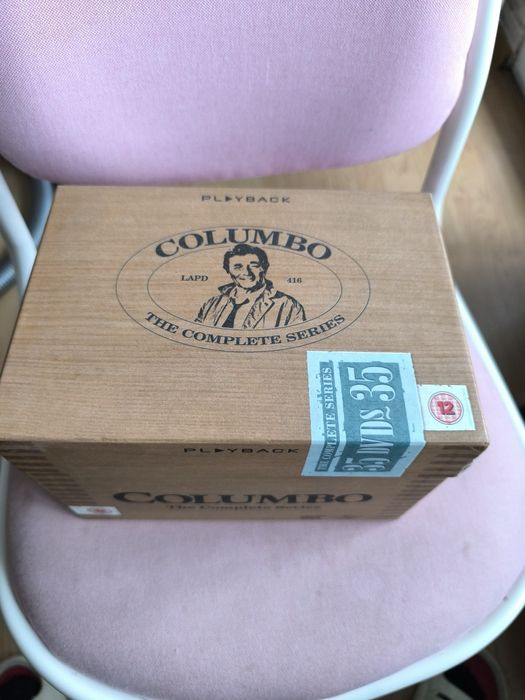 PLAYBACK
COLUMBO
LAPD 416
THE COMPLETE SERIES
THE COMPLETE SERIES
35 DVDS 35
12
PLAYBACK
COLUMBO
The Complete Series